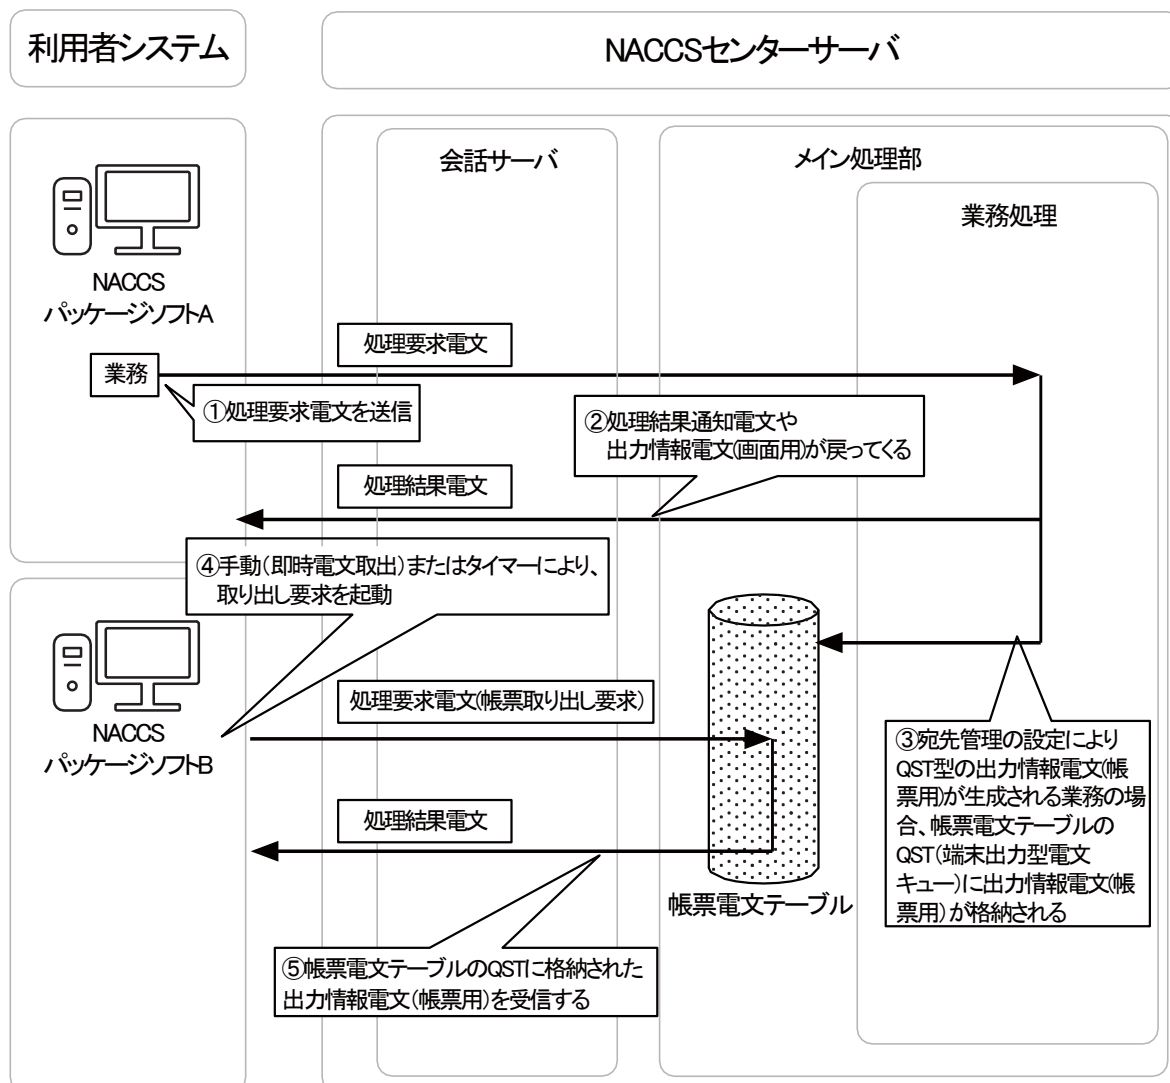 利用者システム
NACCSセンターサーバ
会話サーバ
メイン処理部
業務処理
NACCS
パッケージソフトA
処理要求電文
業務
①処理要求電文を送信
②処理結果通知電文や
出力情報電文(画面用)が戻ってくる
処理結果電文
④手動(即時電文取出)またはタイマーにより、
取り出し要求を起動
NACCS
パッケージソフトB
処理要求電文(帳票取り出し要求)
③宛先管理の設定により
QST型の出力情報電文(帳
票用)が生成される業務の場
合、帳票電文テーブルの
QST(端末出力型電文
キュー)に出力情報電文(帳
票用)が格納される
処理結果電文
帳票電文テーブル
⑤帳票電文テーブルのQSTに格納された
出力情報電文(帳票用)を受信する